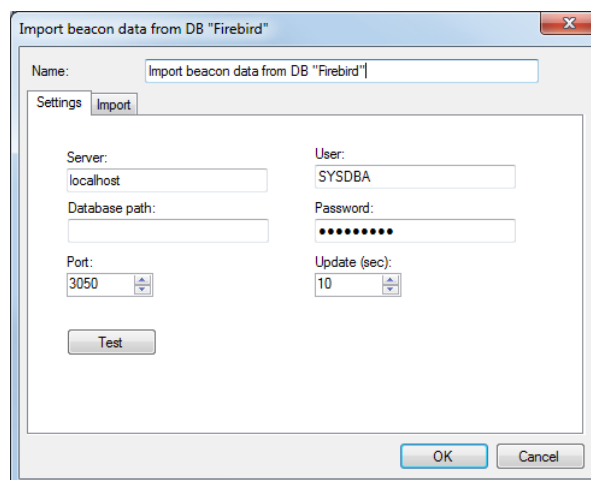 Import beacon data from DB "Firebird"
Name: Import beacon data from DB "Firebird"
Settings Import
Server: User:
localhost SYSDBA
Database path: Password:
•••••••••
Port: Update (sec):
3050 10
Test
OK Cancel